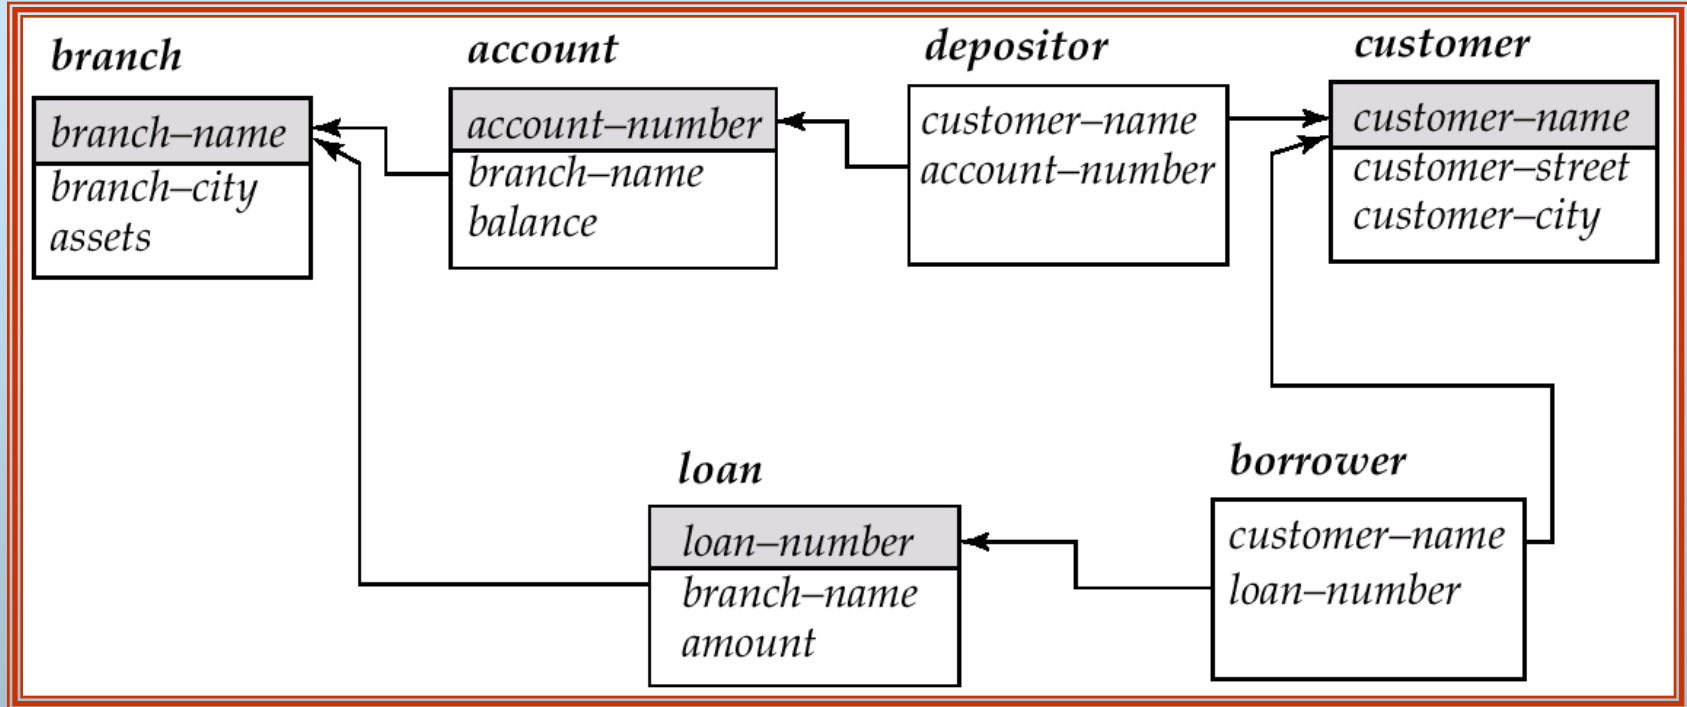 branch
branch–name
branch–city
assets
account
account–number
branch–name
balance
depositor
customer–name
account–number
customer
customer–name
customer–street
customer–city
loan
loan–number
branch–name
amount
borrower
customer–name
loan–number